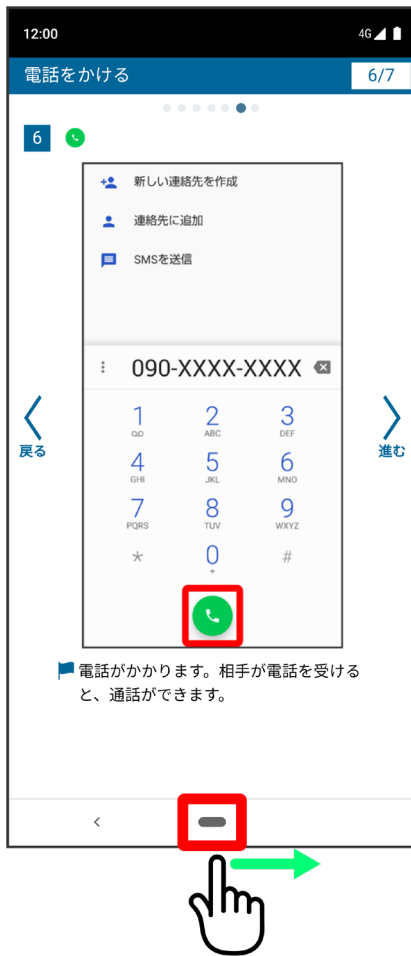 12:00 4G
電話をかける 6/7
6
新しい連絡先を作成
連絡先に追加
SMSを送信
090-XXXX-XXXX
1 2 3
ABC DEF
4 5 6
GHI JKL MNO
7 8 9
PQRS TUV WXYZ
* 0 #
+
戻る 進む
電話がかかります。相手が電話を受ける
と、通話ができます。